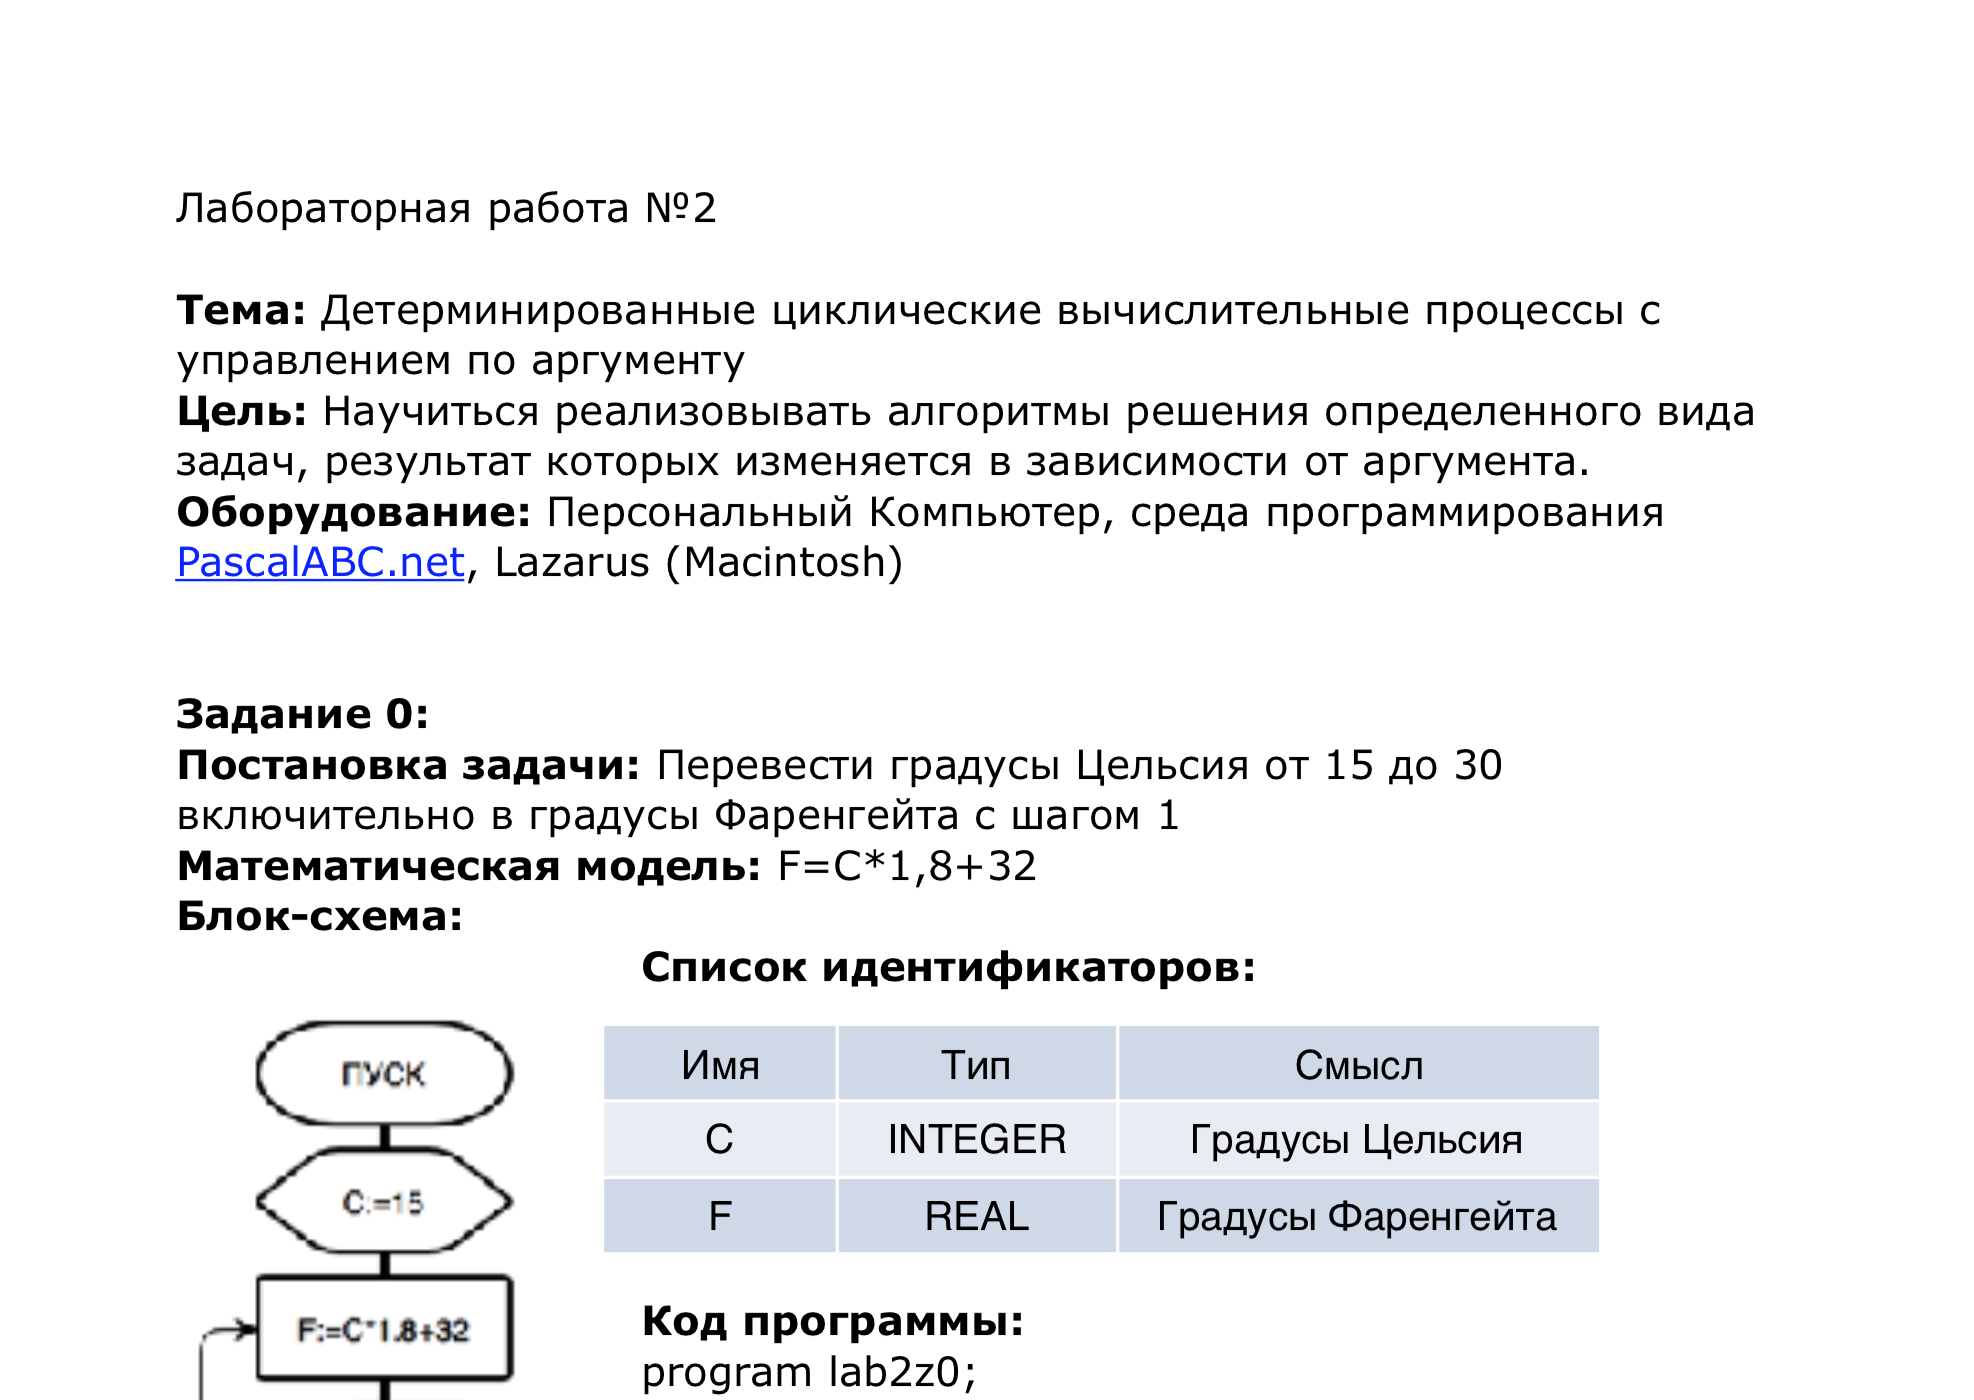 Лабораторная работа №2
Тема: Детерминированные циклические вычислительные процессы с
управлением по аргументу
Цель: Научиться реализовывать алгоритмы решения определенного вида
задач, результат которых изменяется в зависимости от аргумента.
Оборудование: Персональный Компьютер, среда программирования
PascalABC.net, Lazarus (Macintosh)
Задание 0:
Постановка задачи: Перевести градусы Цельсия от 15 до 30
включительно в градусы Фаренгейта с шагом 1
Математическая модель: F=C*1,8+32
Блок-схема:
ПУСК
C:=15
F:=C*1.8+32
Список идентификаторов:
Имя Тип Смысл
C INTEGER Градусы Цельсия
F REAL Градусы Фаренгейта
Код программы:
program lab2z0;